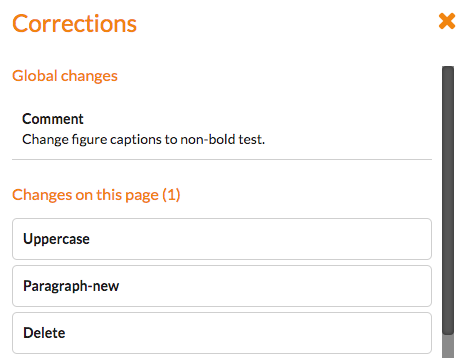 Corrections
Global changes
Comment
Change figure captions to non-bold test.
Changes on this page (1)
Uppercase
Paragraph-new
Delete